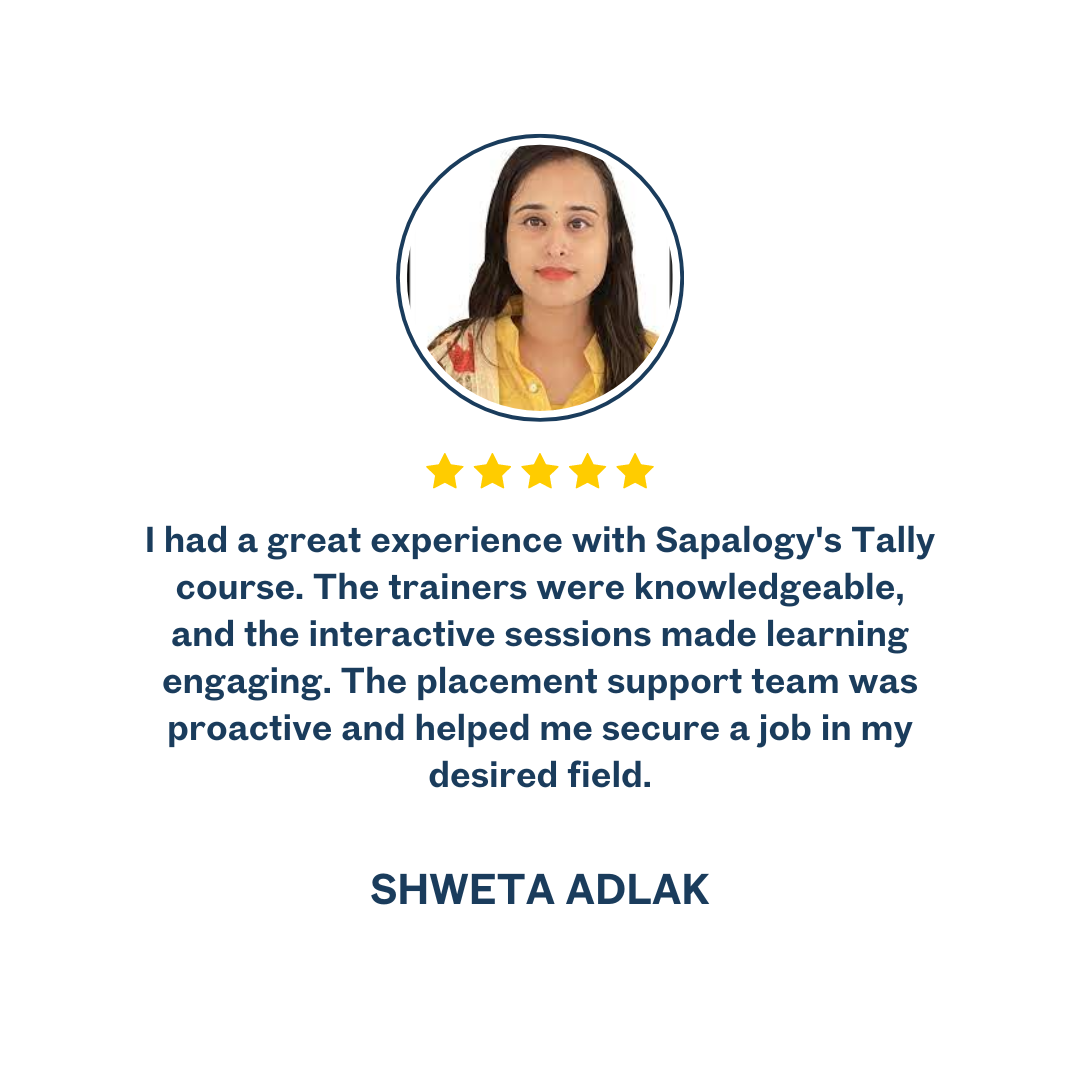 I had a great experience with Sapalogy's Tally
course. The trainers were knowledgeable,
and the interactive sessions made learning
engaging. The placement support team was
proactive and helped me secure a job in my
desired field.
SHWETA ADLAK